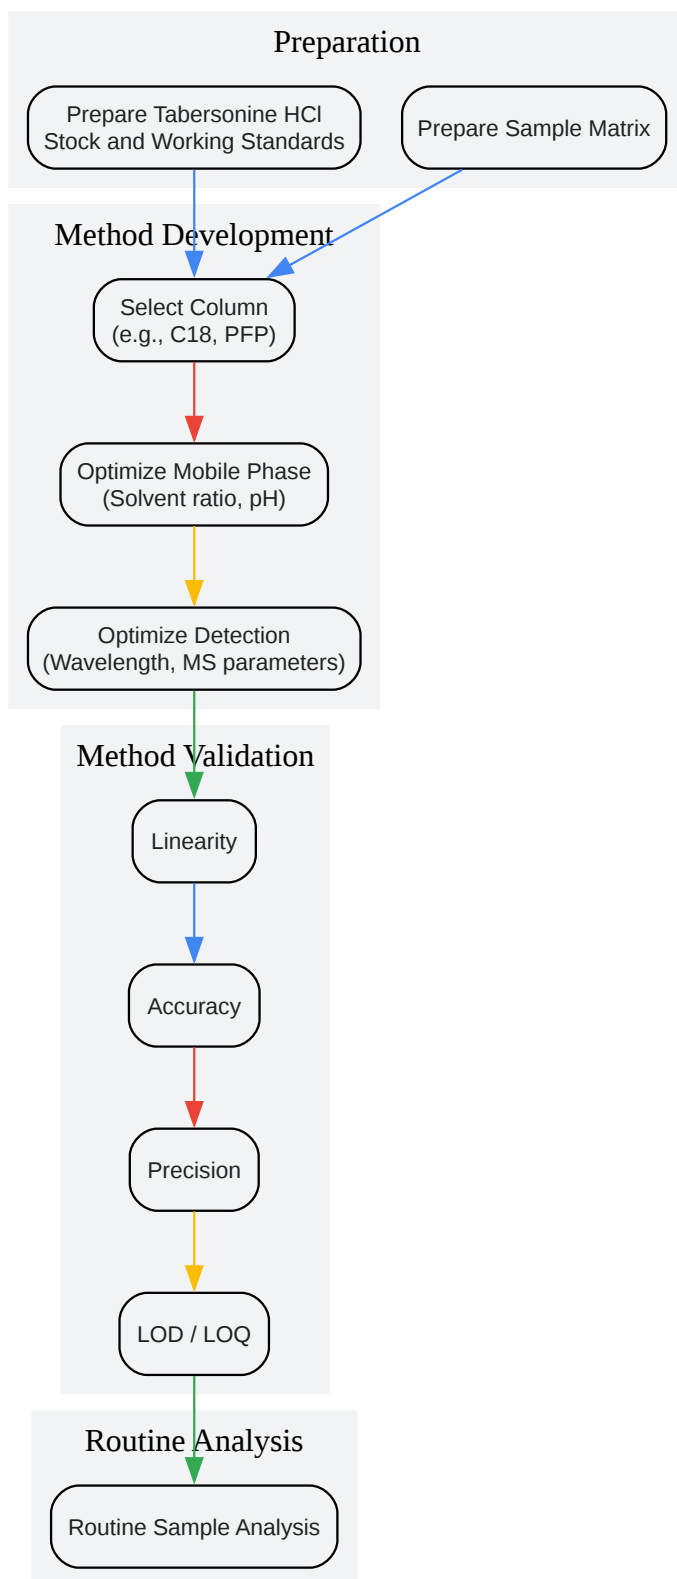 Preparation
Prepare Tabersonine HCl
Stock and Working Standards
Prepare Sample Matrix
Method Development
Select Column
(e.g., C18, PFP)
Optimize Mobile Phase
(Solvent ratio, pH)
Optimize Detection
(Wavelength, MS parameters)
Method Validation
Linearity
Accuracy
Precision
LOD / LOQ
Routine Analysis
Routine Sample Analysis